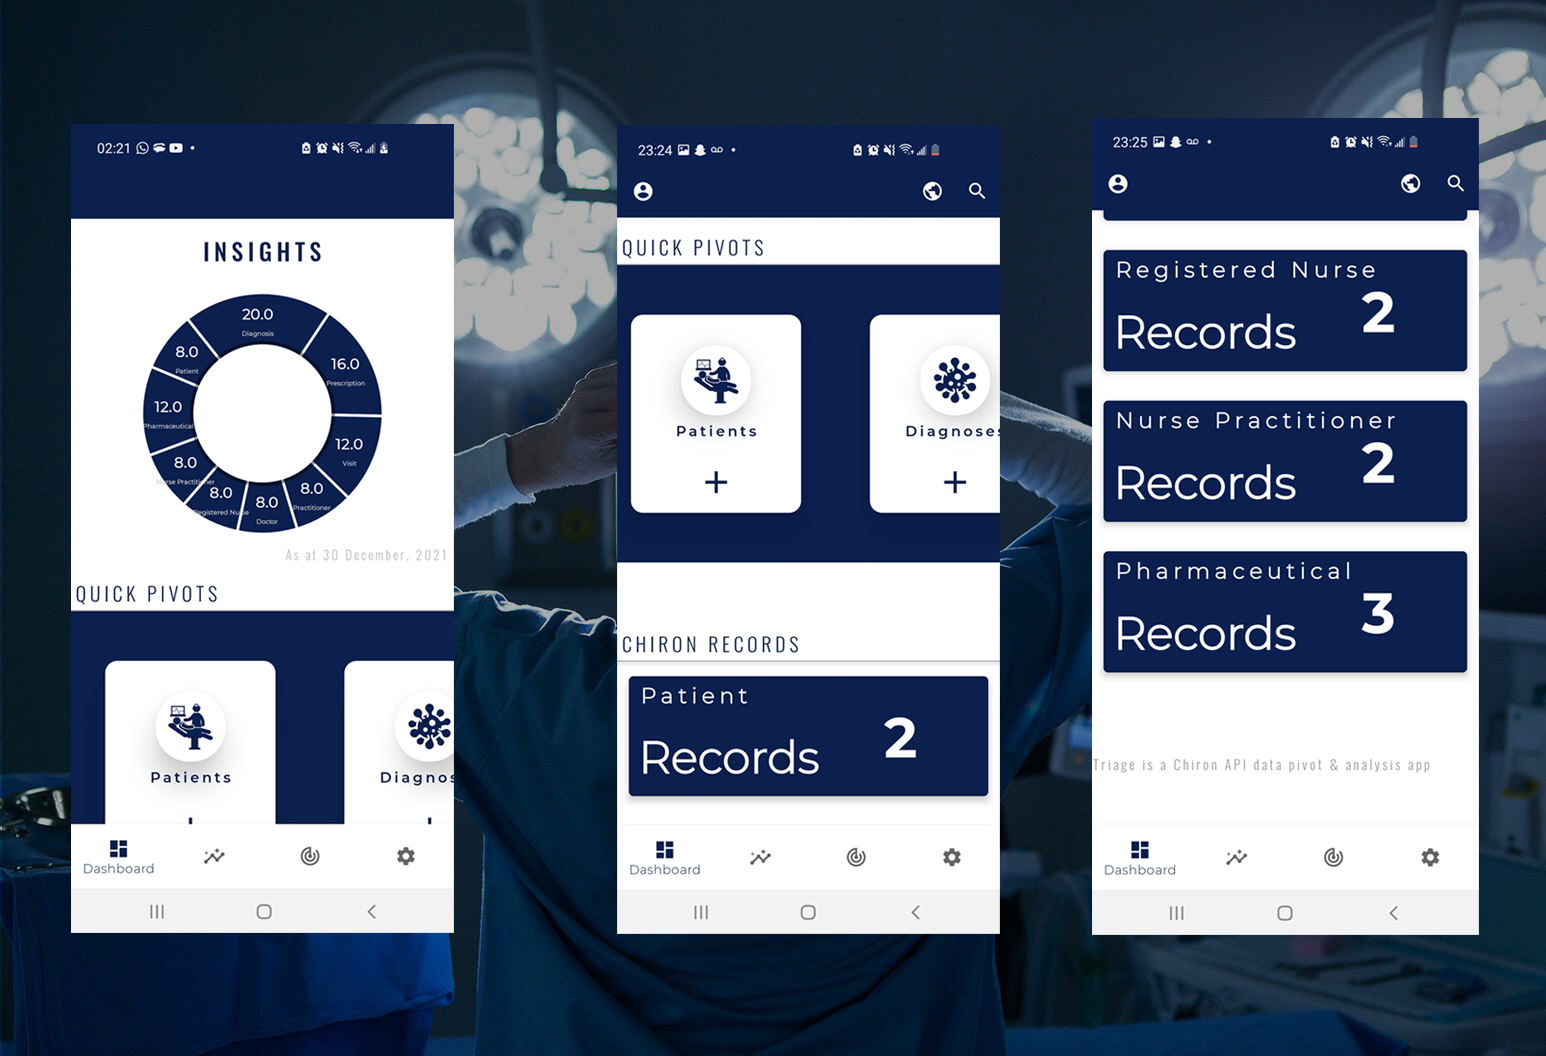 02:21
INSIGHTS
20.0
Diagnosis
8.0
Patient
16.0
Prescription
12.0
Pharmaceutical
12.0
Visit
8.0
Nurse Practitioner
8.0
Registered Nurse
8.0
Doctor
8.0
Practitioner
As at 30 December, 2021
QUICK PIVOTS
Patients
Diagnos
Dashboard
23:24
QUICK PIVOTS
Patients
Diagnoses
CHIRON RECORDS
Patient
Records 2
Dashboard
23:25
Registered Nurse
Records 2
Nurse Practitioner
Records 2
Pharmaceutical
Records 3
Triage is a Chiron API data pivot & analysis app
Dashboard